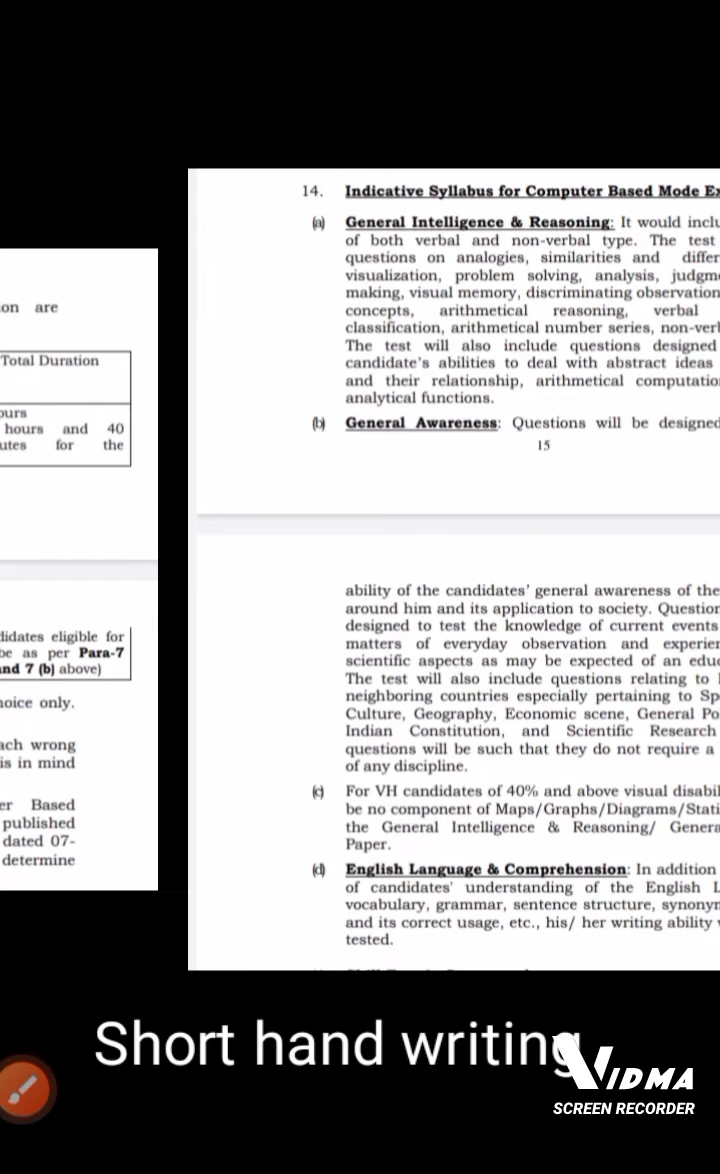 ion are
Total Duration
ours
hours and 40
utes for the
didates eligible for
be as per Para-7
nd 7 (b) above)
hoice only.
ach wrong
is in mind
er Based
published
dated 07-
determine
14. Indicative Syllabus for Computer Based Mode Ex
(a) General Intelligence & Reasoning: It would inclu
of both verbal and non-verbal type. The test
questions on analogies, similarities and differ
visualization, problem solving, analysis, judgme
making, visual memory, discriminating observation
concepts, arithmetical reasoning, verbal
classification, arithmetical number series, non-verb
The test will also include questions designed
candidate's abilities to deal with abstract ideas
and their relationship, arithmetical computatio
analytical functions.
(b) General Awareness: Questions will be designed
15
ability of the candidates' general awareness of the
around him and its application to society. Question
designed to test the knowledge of current events
matters of everyday observation and experien
scientific aspects as may be expected of an educ
The test will also include questions relating to
neighboring countries especially pertaining to Sp
Culture, Geography, Economic scene, General Po
Indian Constitution, and Scientific Research
questions will be such that they do not require a
of any discipline.
(c) For VH candidates of 40% and above visual disabil
be no component of Maps/Graphs/Diagrams/Stati
the General Intelligence & Reasoning/ Genera
Paper.
(d) English Language & Comprehension: In addition
of candidates' understanding of the English L
vocabulary, grammar, sentence structure, synonym
and its correct usage, etc., his/ her writing ability
tested.
Short hand writing
VIDMA
SCREEN RECORDER